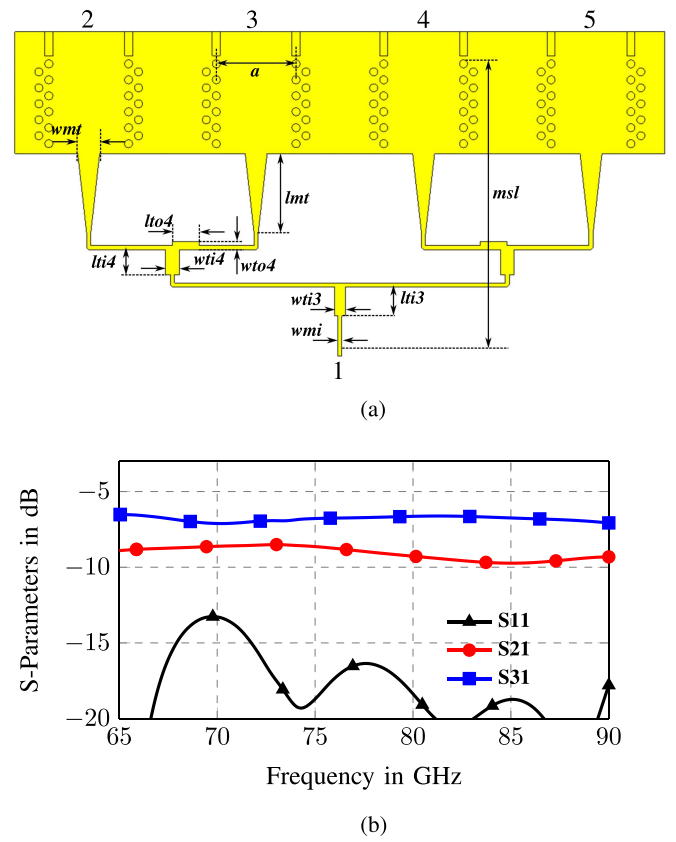 2 3 4 5
a
wmt
lmt
msl
lto4
lti4
wti4
wto4
wti3
lti3
wmi
1
(a)
S-Parameters in dB
−5
−10
−15
−20
S11
S21
S31
65 70 75 80 85 90
Frequency in GHz
(b)